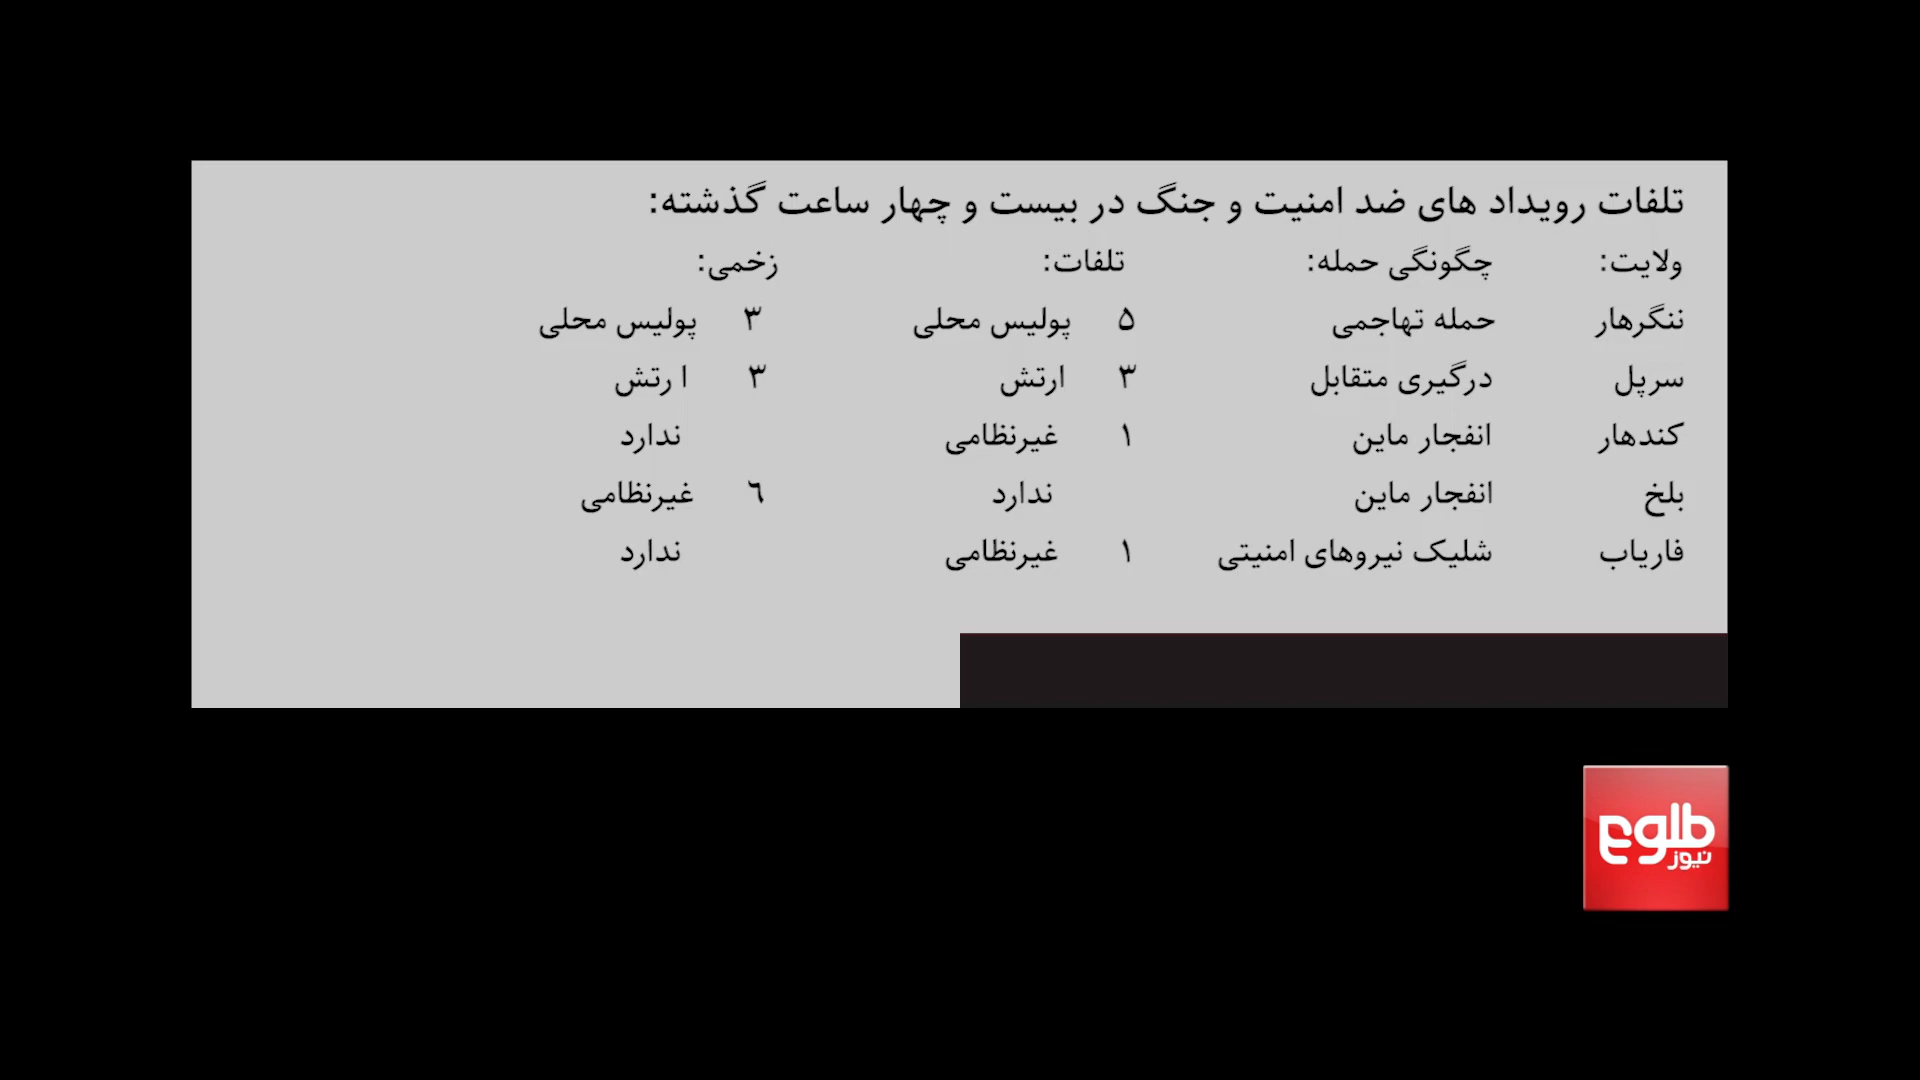 تلفات رویداد های ضد امنیت و جنگ در بیست و چهار ساعت گذشته:
ولایت: چگونگی حمله: تلفات: زخمی:
ننگرهار حمله تهاجمی ۵ پولیس محلی ۳ پولیس محلی
سرپل درگیری متقابل ۳ ارتش ۳ ا رتش
کندهار انفجار ماین ۱ غیرنظامی ندارد
بلخ انفجار ماین ندارد ٦ غیرنظامی
فاریاب شلیک نیروهای امنیتی ۱ غیرنظامی ندارد
طلوع
نیوز